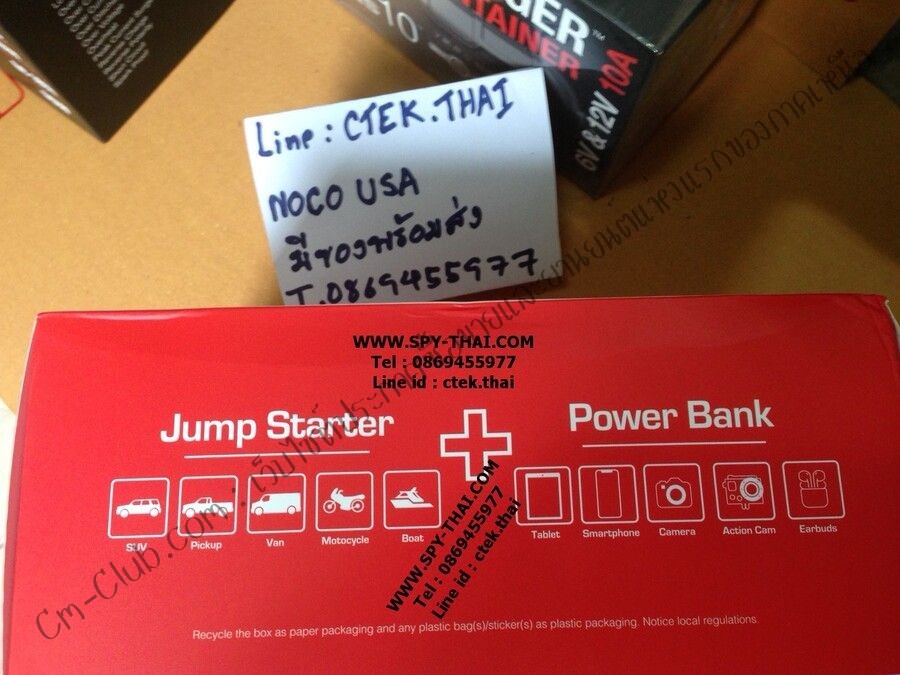 GER™
NTAINER
6V & 12V 10A
10
Line : CTEK.THAI
NOCO USA
มีของพร้อมส่ง
T.0869455977
WWW.SPY-THAI.COM
Tel : 0869455977
Line id : ctek.thai
Jump Starter
Power Bank
SUV Pickup Van Motocycle Boat
Tablet Smartphone Camera Action Cam Earbuds
WWW.SPY-THAI.COM
Tel : 0869455977
Line id : ctek.thai
Recycle the box as paper packaging and any plastic bag(s)/sticker(s) as plastic packaging. Notice local regulations.
Cm-Club.com :